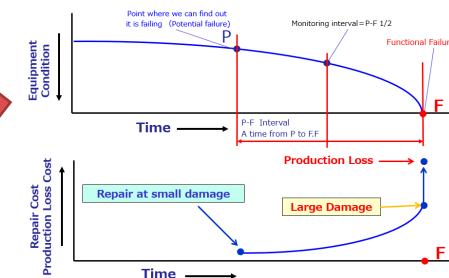 Point where we can find out
it is failing (Potential failure)
P
Monitoring interval=P-F 1/2
Functional Failure
Equipment
Condition
F
P-F Interval
A time from P to F.F
Time
Production Loss
Repair Cost
Production Loss Cost
Repair at small damage
Large Damage
F
Time